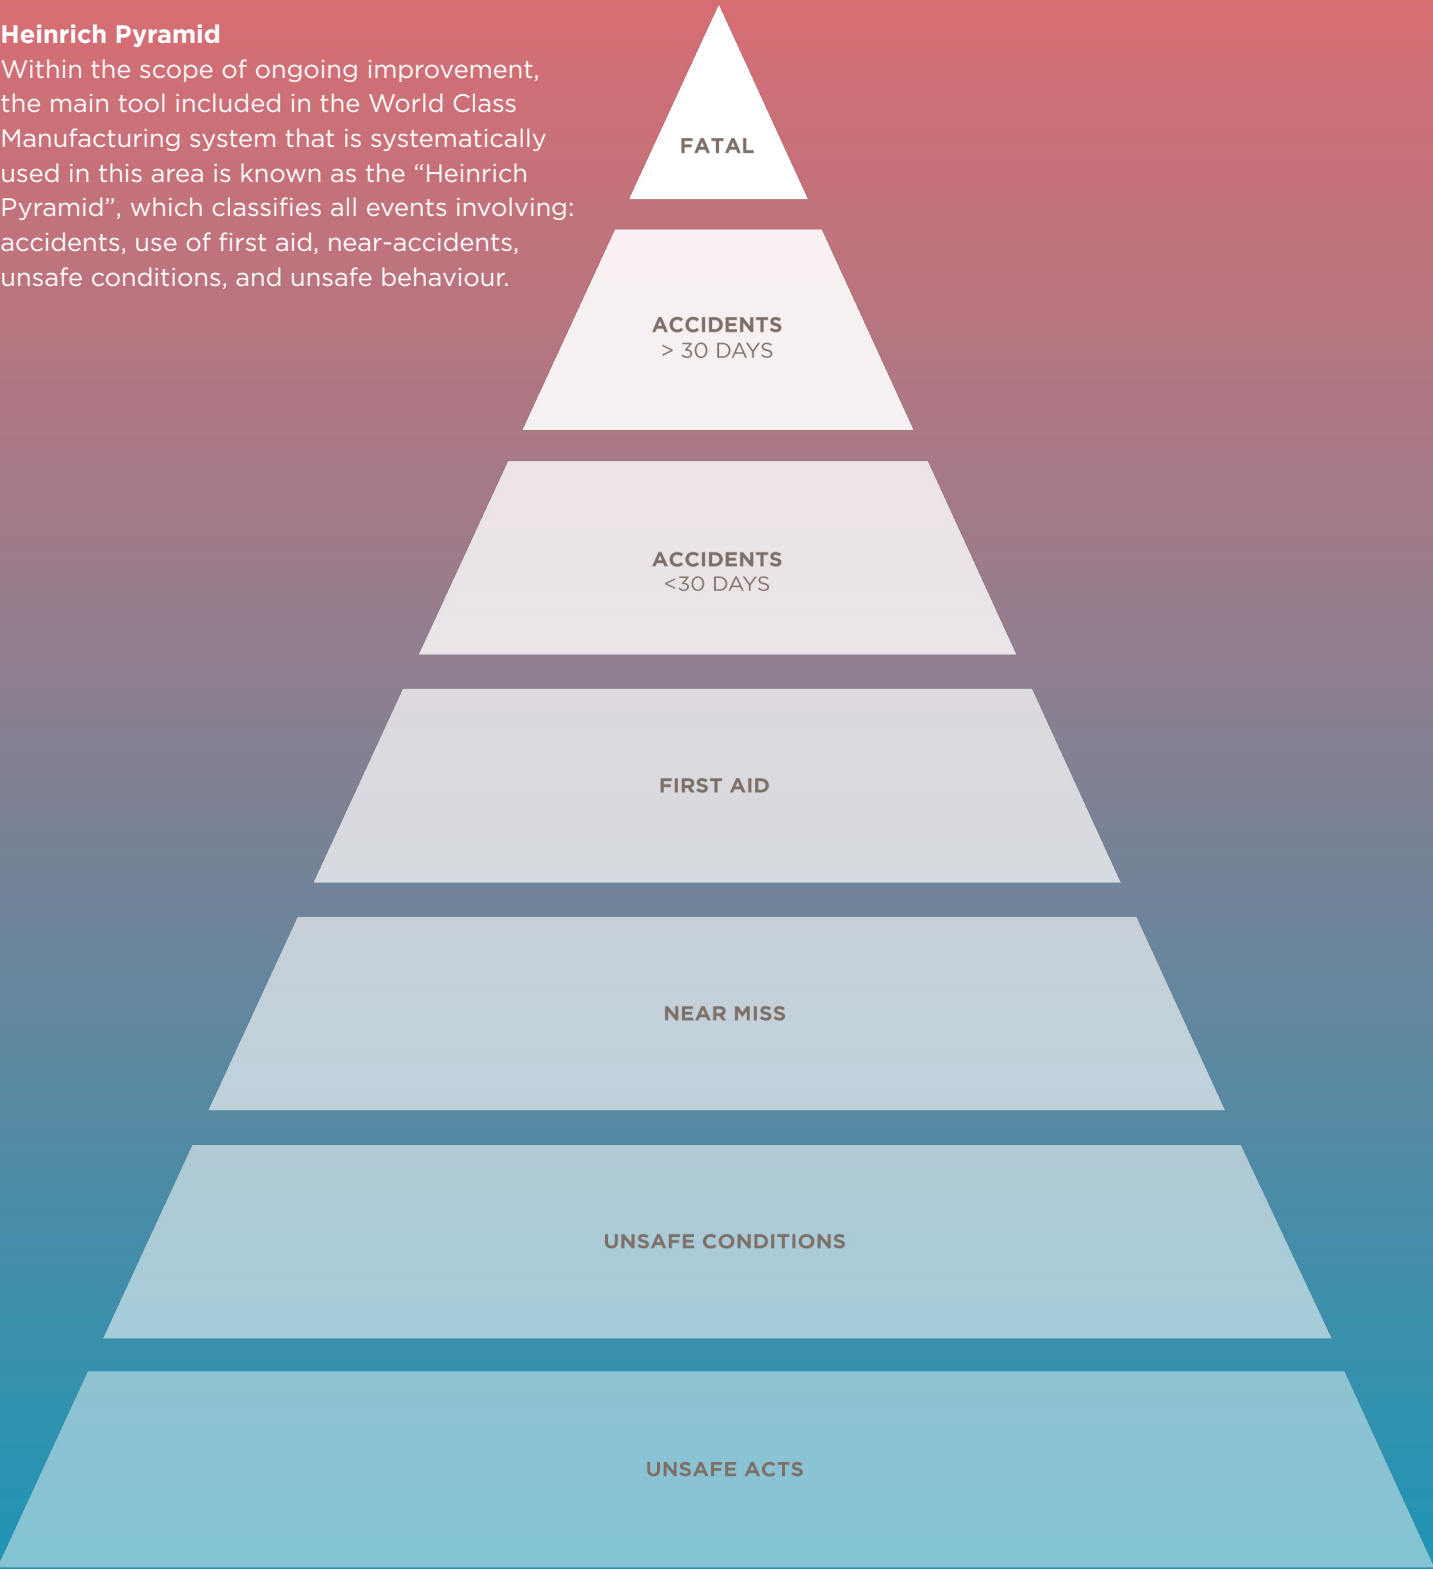 Heinrich Pyramid
Within the scope of ongoing improvement,
the main tool included in the World Class
Manufacturing system that is systematically
used in this area is known as the “Heinrich
Pyramid”, which classifies all events involving:
accidents, use of first aid, near-accidents,
unsafe conditions, and unsafe behaviour.
FATAL
ACCIDENTS
> 30 DAYS
ACCIDENTS
<30 DAYS
FIRST AID
NEAR MISS
UNSAFE CONDITIONS
UNSAFE ACTS